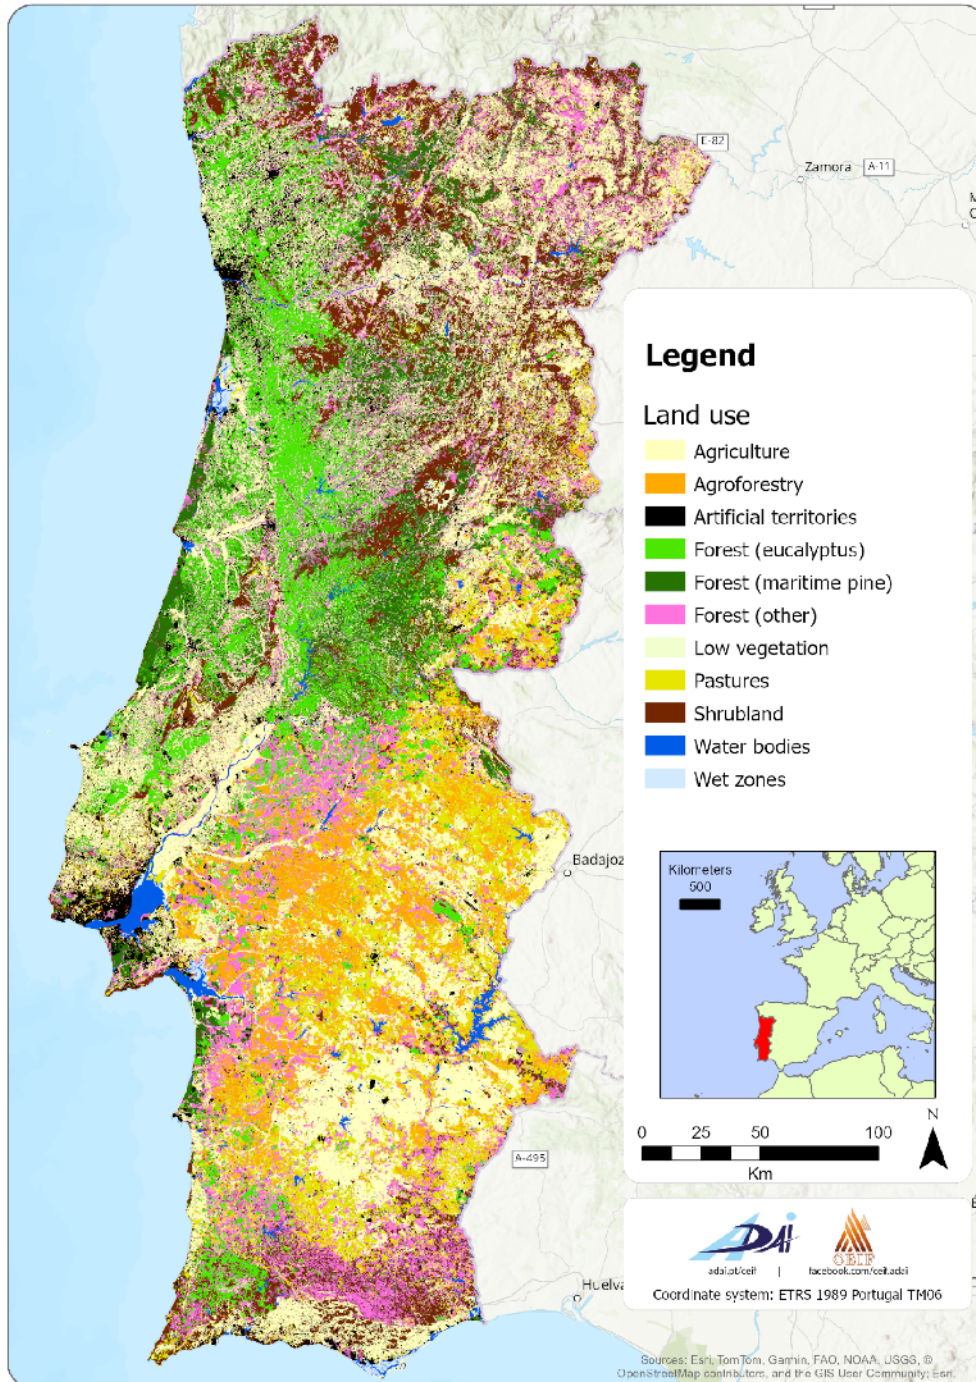 E-82
Zamora
A-11
Legend
Land use
Agriculture
Agroforestry
Artificial territories
Forest (eucalyptus)
Forest (maritime pine)
Forest (other)
Low vegetation
Pastures
Shrubland
Water bodies
Wet zones
Badajoz
Kilometers
500
N
0 25 50 100
Km
A-495
ADAI
CEIF
adai.pt/ceif | facebook.com/ceif.adai
Coordinate system: ETRS 1989 Portugal TM06
Huelva
Sources: Esri, TomTom, Garmin, FAO, NOAA, USGS, ©
OpenStreetMap contributors, and the GIS User Community; Esri,